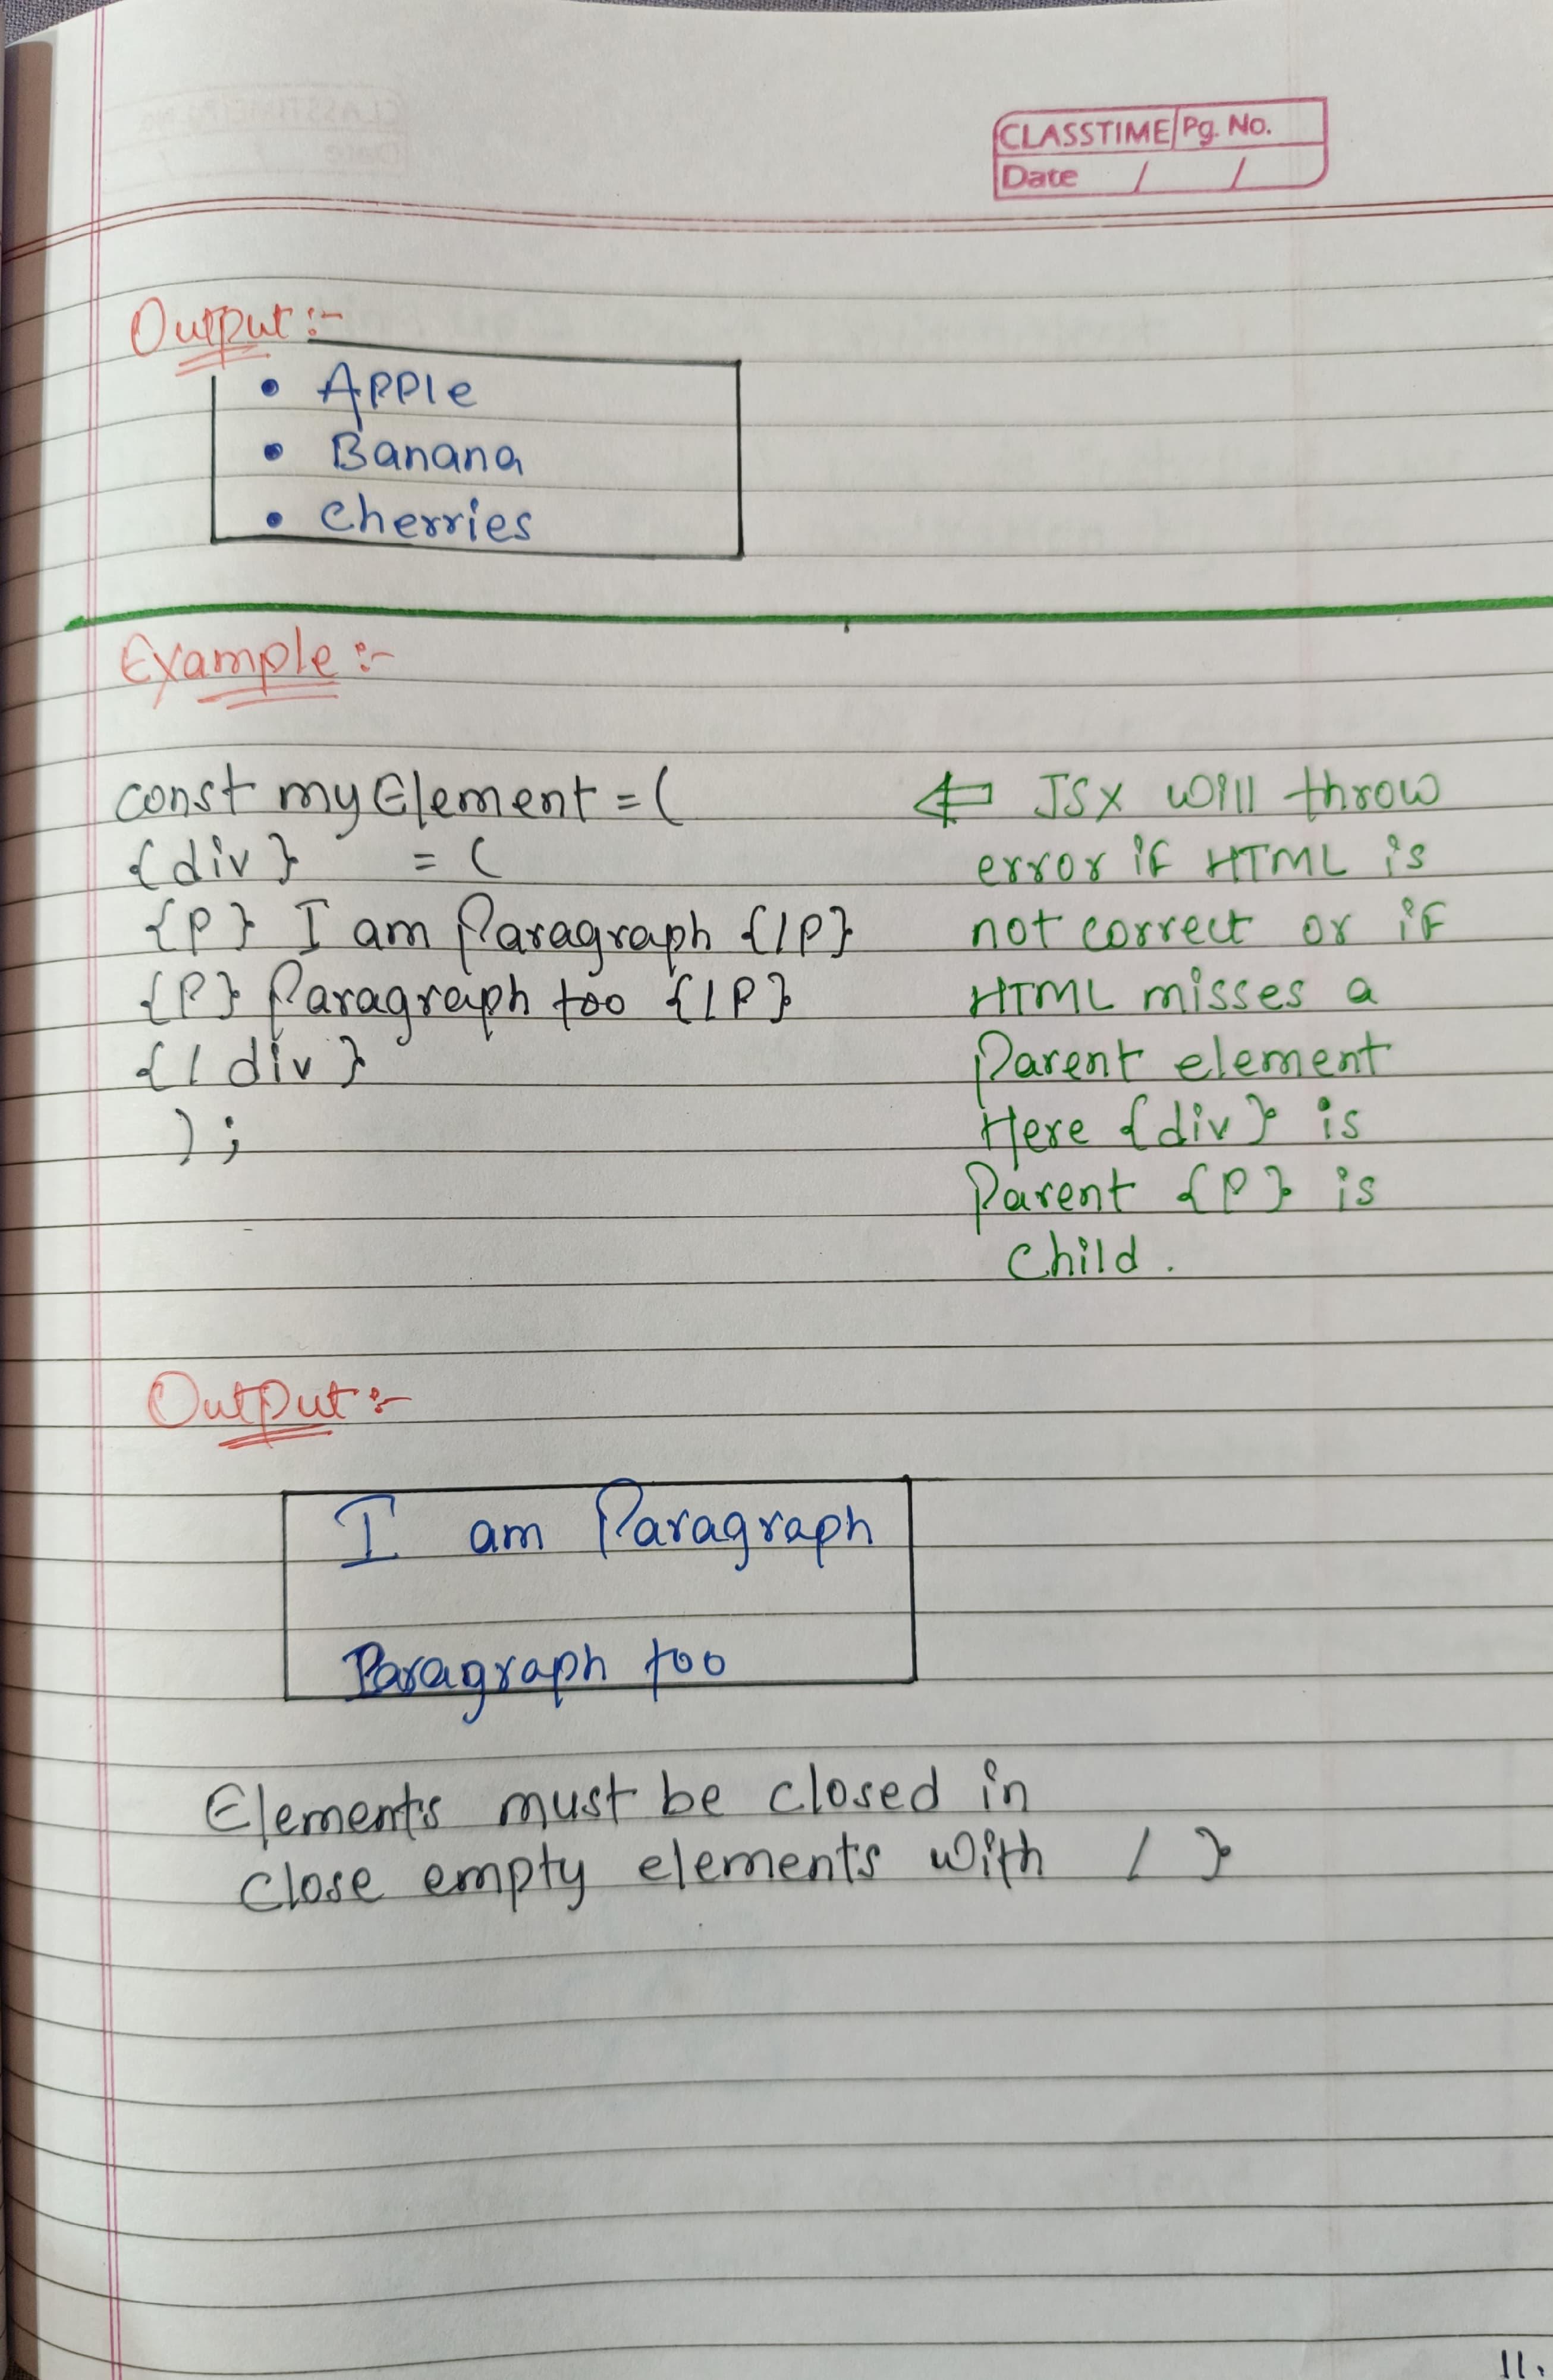 CLASSTIME Pg. No.
Date / /
Output :-
• Apple
• Banana
• Cherries
Example :-
const myElement = (
{div} = (
{P} I am Paragraph {/P}
{P} Paragraph too {/P}
{/div}
);
⇐ JSX will throw
error if HTML is
not correct or if
HTML misses a
Parent element
Here {div} is
Parent {P} is
Child.
Output :-
I am Paragraph
Paragraph too
Elements must be closed in
close empty elements with / }
11.